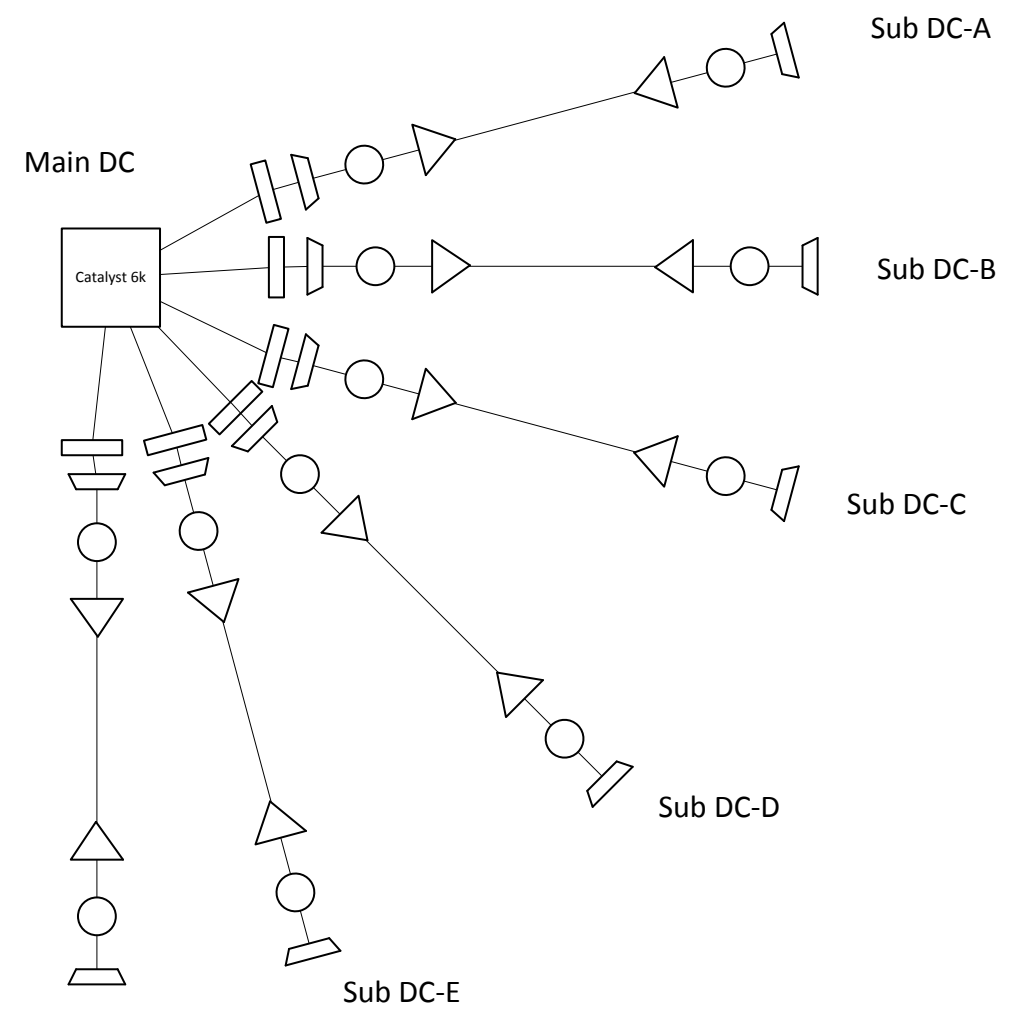 Sub DC-A
Main DC
Catalyst 6k
Sub DC-B
Sub DC-C
Sub DC-D
Sub DC-E